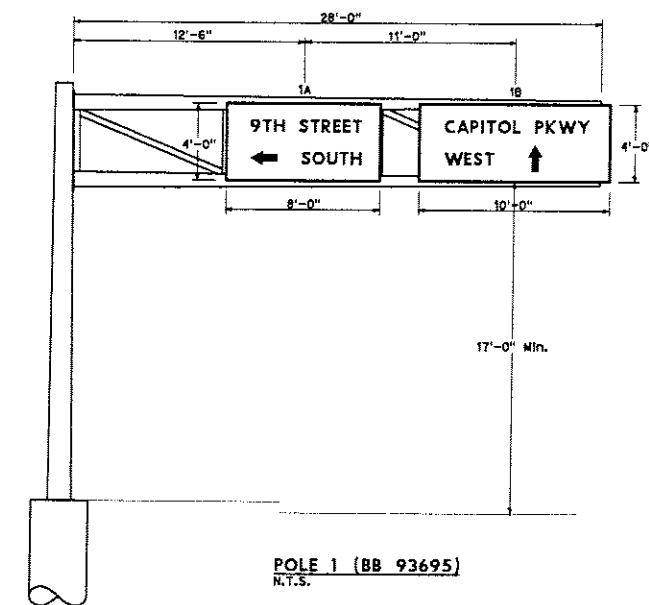 28'-0"
12'-6"
11'-0"
1A
1B
9TH STREET
SOUTH
CAPITOL PKWY
WEST
4'-0"
4'-0"
8'-0"
10'-0"
17'-0" Min.
POLE 1 (BB 93695)
N.T.S.